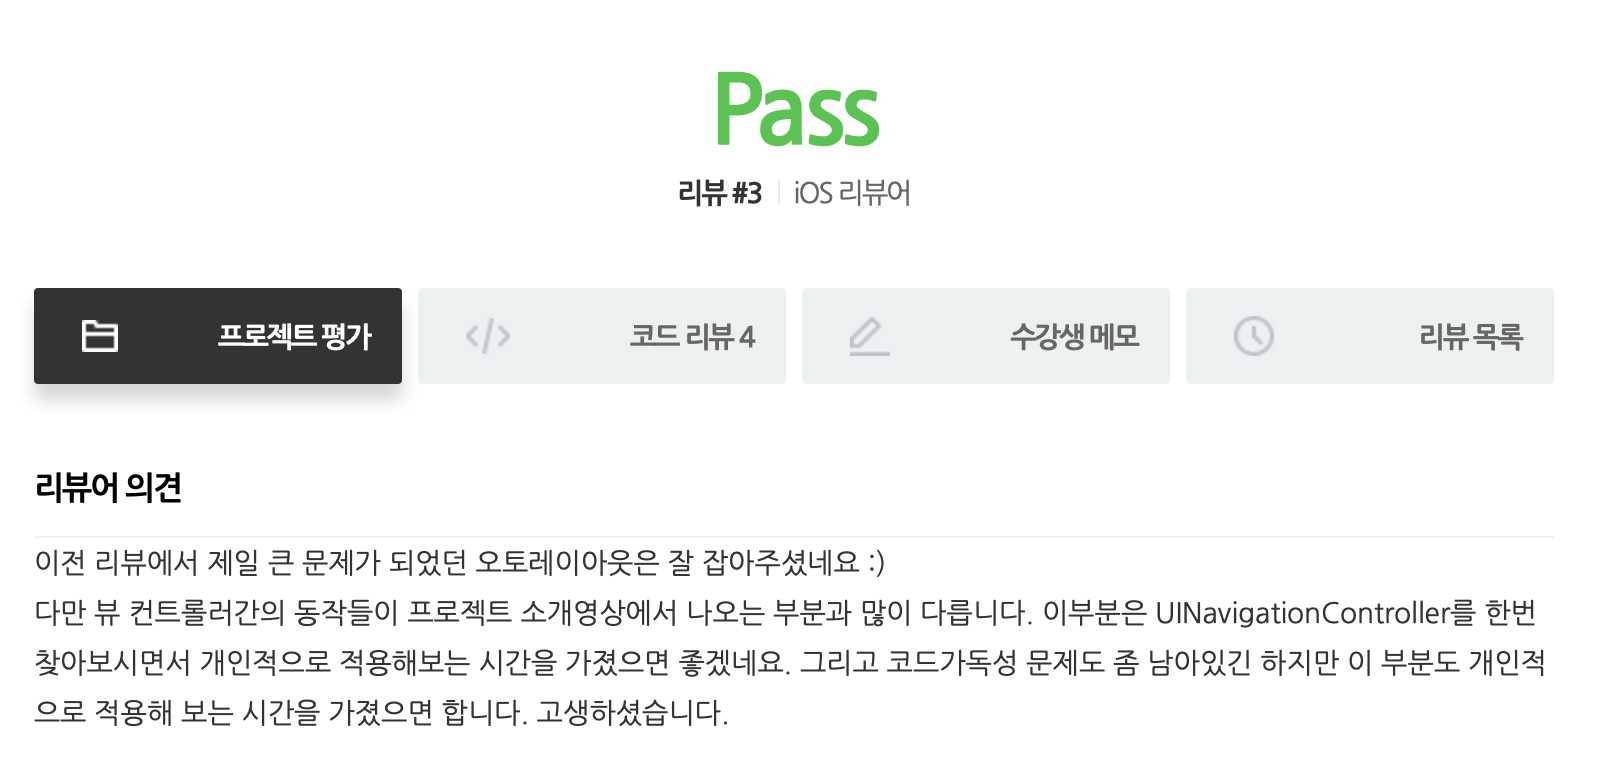 Pass
리뷰 #3 | iOS 리뷰어
프로젝트 평가
코드 리뷰 4
수강생 메모
리뷰 목록
리뷰어 의견
이전 리뷰에서 제일 큰 문제가 되었던 오토레이아웃은 잘 잡아주셨네요 :)
다만 뷰 컨트롤러간의 동작들이 프로젝트 소개영상에서 나오는 부분과 많이 다릅니다. 이부분은 UINavigationController를 한번
찾아보시면서 개인적으로 적용해보는 시간을 가졌으면 좋겠네요. 그리고 코드가독성 문제도 좀 남아있긴 하지만 이 부분도 개인적
으로 적용해 보는 시간을 가졌으면 합니다. 고생하셨습니다.